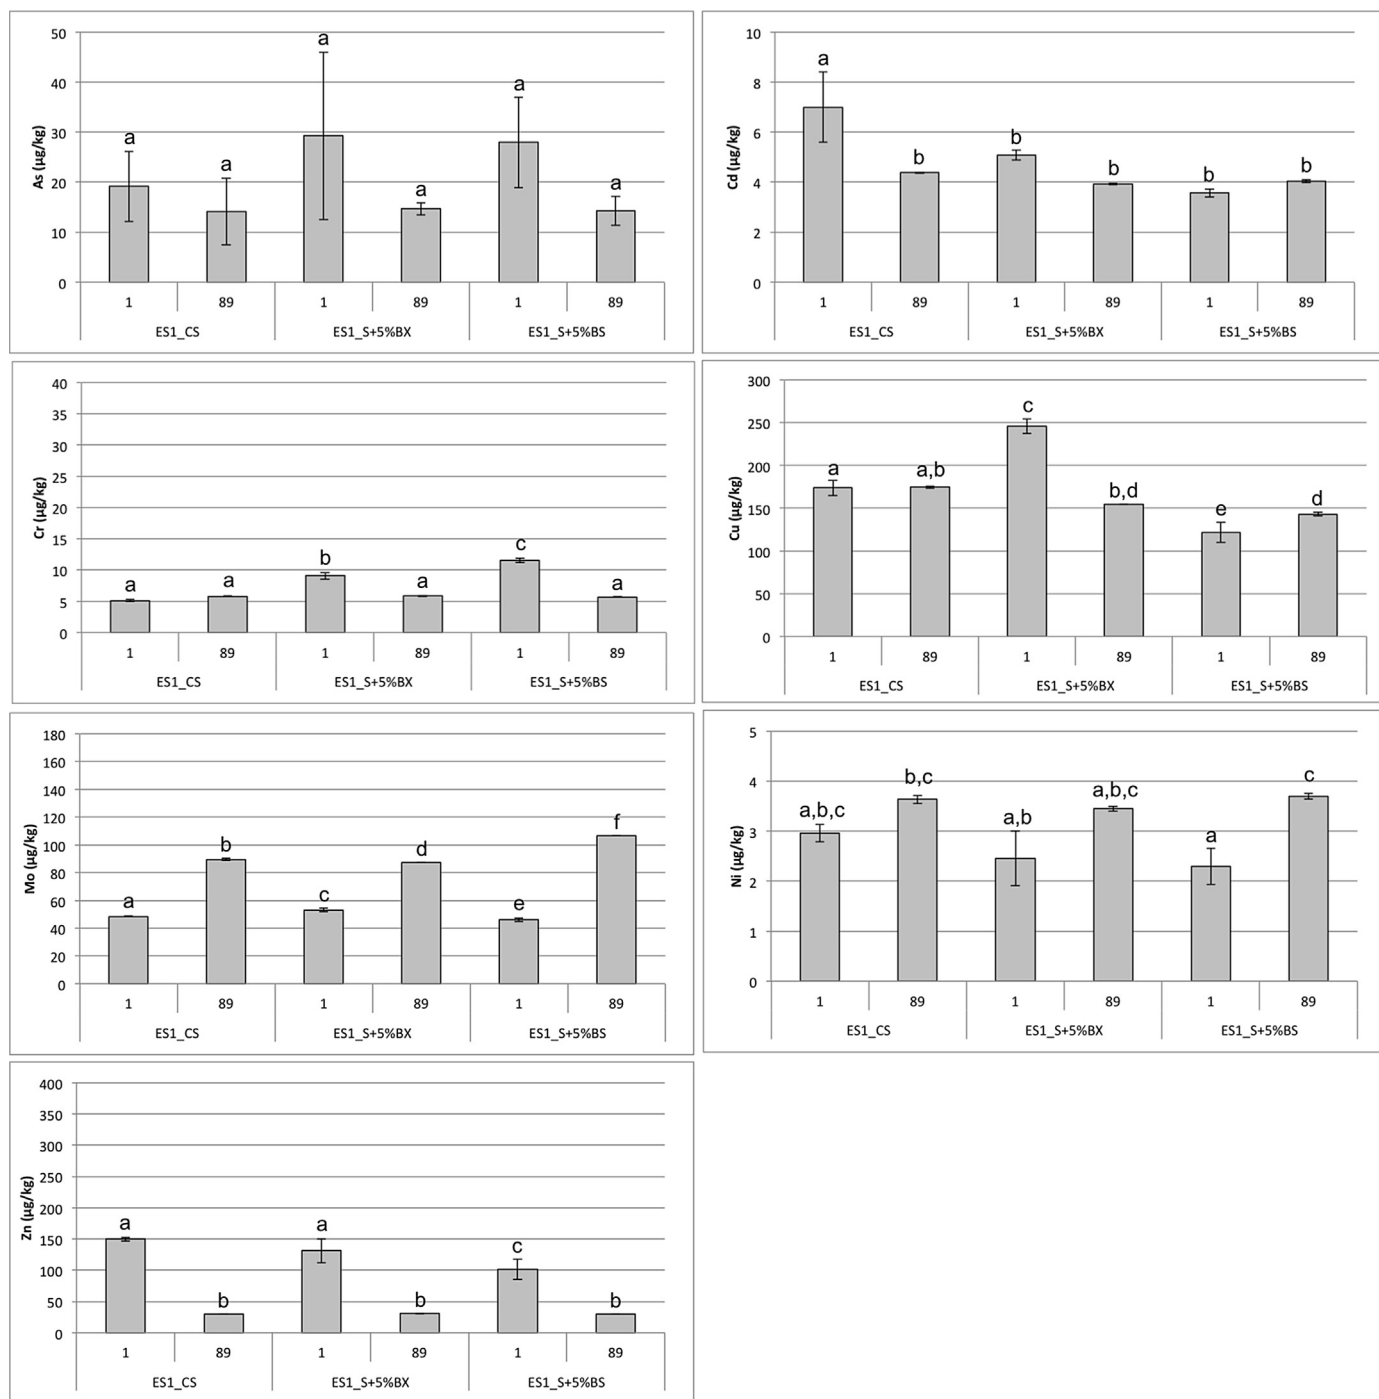 As (µg/kg)
50
40
30
20
10
0
a
a
a
a
a
a
1
89
1
89
1
89
ES1_CS
ES1_S+5%BX
ES1_S+5%BS
Cd (µg/kg)
10
8
6
4
2
0
a
b
b
b
b
b
1
89
1
89
1
89
ES1_CS
ES1_S+5%BX
ES1_S+5%BS
Cr (µg/kg)
40
35
30
25
20
15
10
5
0
a
a
b
a
c
a
1
89
1
89
1
89
ES1_CS
ES1_S+5%BX
ES1_S+5%BS
Cu (µg/kg)
300
250
200
150
100
50
0
a
a,b
c
b,d
e
d
1
89
1
89
1
89
ES1_CS
ES1_S+5%BX
ES1_S+5%BS
Mo (µg/kg)
180
160
140
120
100
80
60
40
20
0
a
b
c
d
e
f
1
89
1
89
1
89
ES1_CS
ES1_S+5%BX
ES1_S+5%BS
Ni (µg/kg)
5
4
3
2
1
0
a,b,c
b,c
a,b
a,b,c
a
c
1
89
1
89
1
89
ES1_CS
ES1_S+5%BX
ES1_S+5%BS
Zn (µg/kg)
400
350
300
250
200
150
100
50
0
a
b
a
b
c
b
1
89
1
89
1
89
ES1_CS
ES1_S+5%BX
ES1_S+5%BS